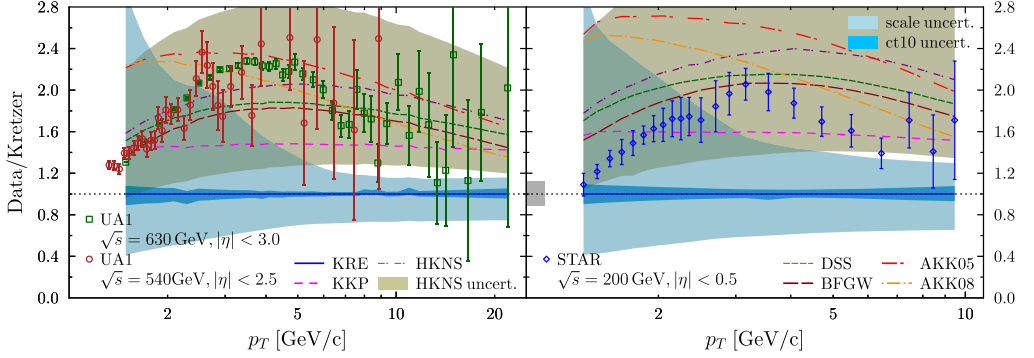 Data/Kretzer
2.8
2.4
2.0
1.6
1.2
0.8
0.4
0.0
UA1
√s = 630 GeV, |η| < 3.0
UA1
√s = 540GeV, |η| < 2.5
KRE
KKP
HKNS
HKNS uncert.
2
5
10
20
p_T [GeV/c]
scale uncert.
ct10 uncert.
STAR
√s = 200 GeV, |η| < 0.5
DSS
BFGW
AKK05
AKK08
2
5
10
p_T [GeV/c]
2.8
2.4
2.0
1.6
1.2
0.8
0.4
0.0